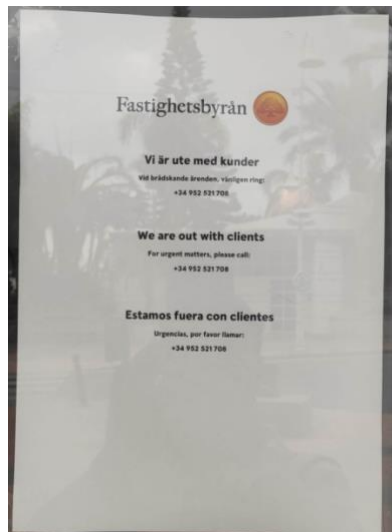 Fastighetsbyrån
Vi är ute med kunder
Vid brådskande ärenden, vänligen ring:
+34 952 521 708
We are out with clients
For urgent matters, please call:
+34 952 521 708
Estamos fuera con clientes
Urgencias, por favor llamar:
+34 952 521 708